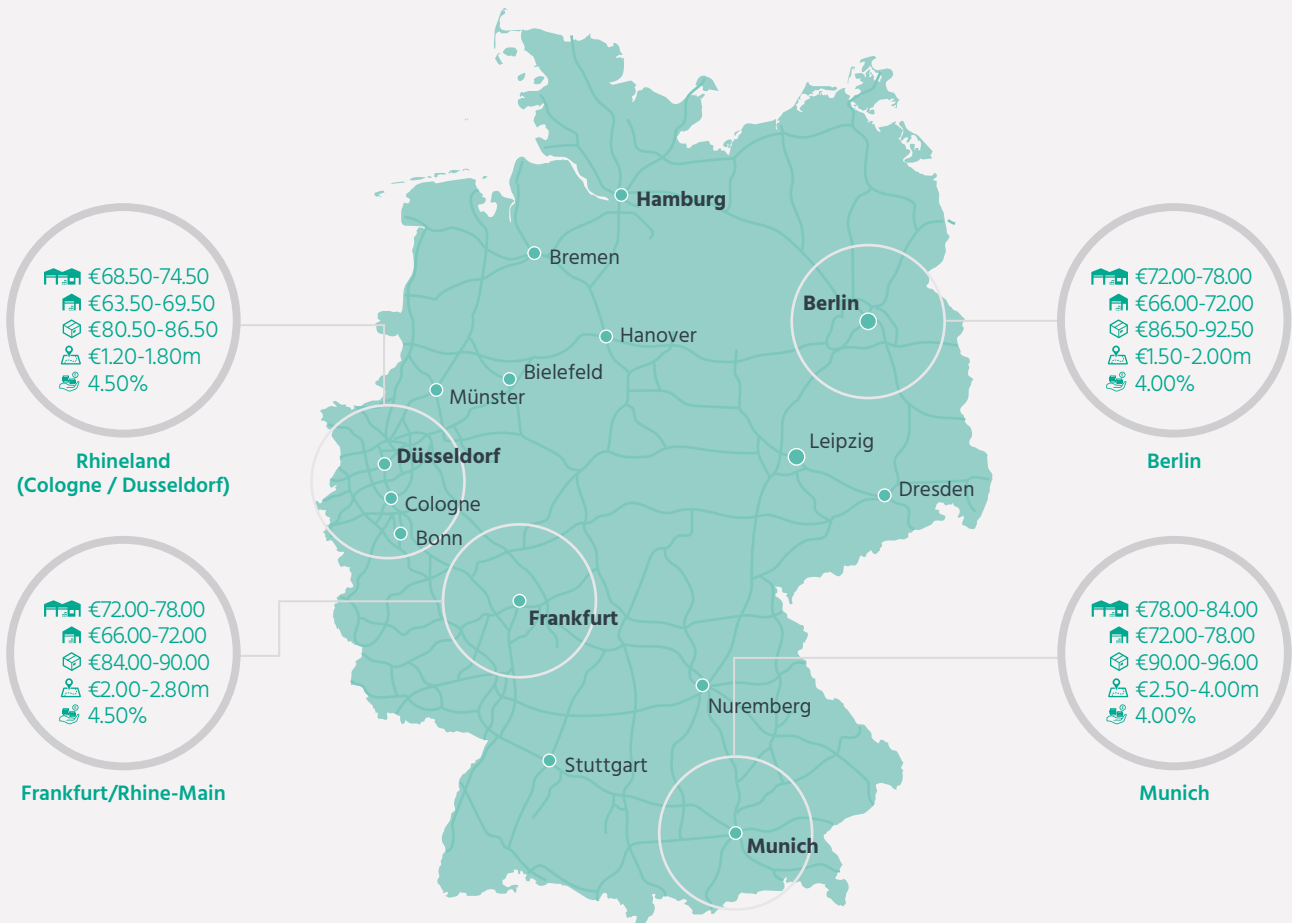 Hamburg
Bremen
Hanover
Bielefeld
Münster
Düsseldorf
Cologne
Bonn
Frankfurt
Berlin
Leipzig
Dresden
Nuremberg
Stuttgart
Munich
€68.50-74.50
€63.50-69.50
€80.50-86.50
€1.20-1.80m
4.50%
Rhineland
(Cologne / Dusseldorf)
€72.00-78.00
€66.00-72.00
€84.00-90.00
€2.00-2.80m
4.50%
Frankfurt/Rhine-Main
€72.00-78.00
€66.00-72.00
€86.50-92.50
€1.50-2.00m
4.00%
Berlin
€78.00-84.00
€72.00-78.00
€90.00-96.00
€2.50-4.00m
4.00%
Munich